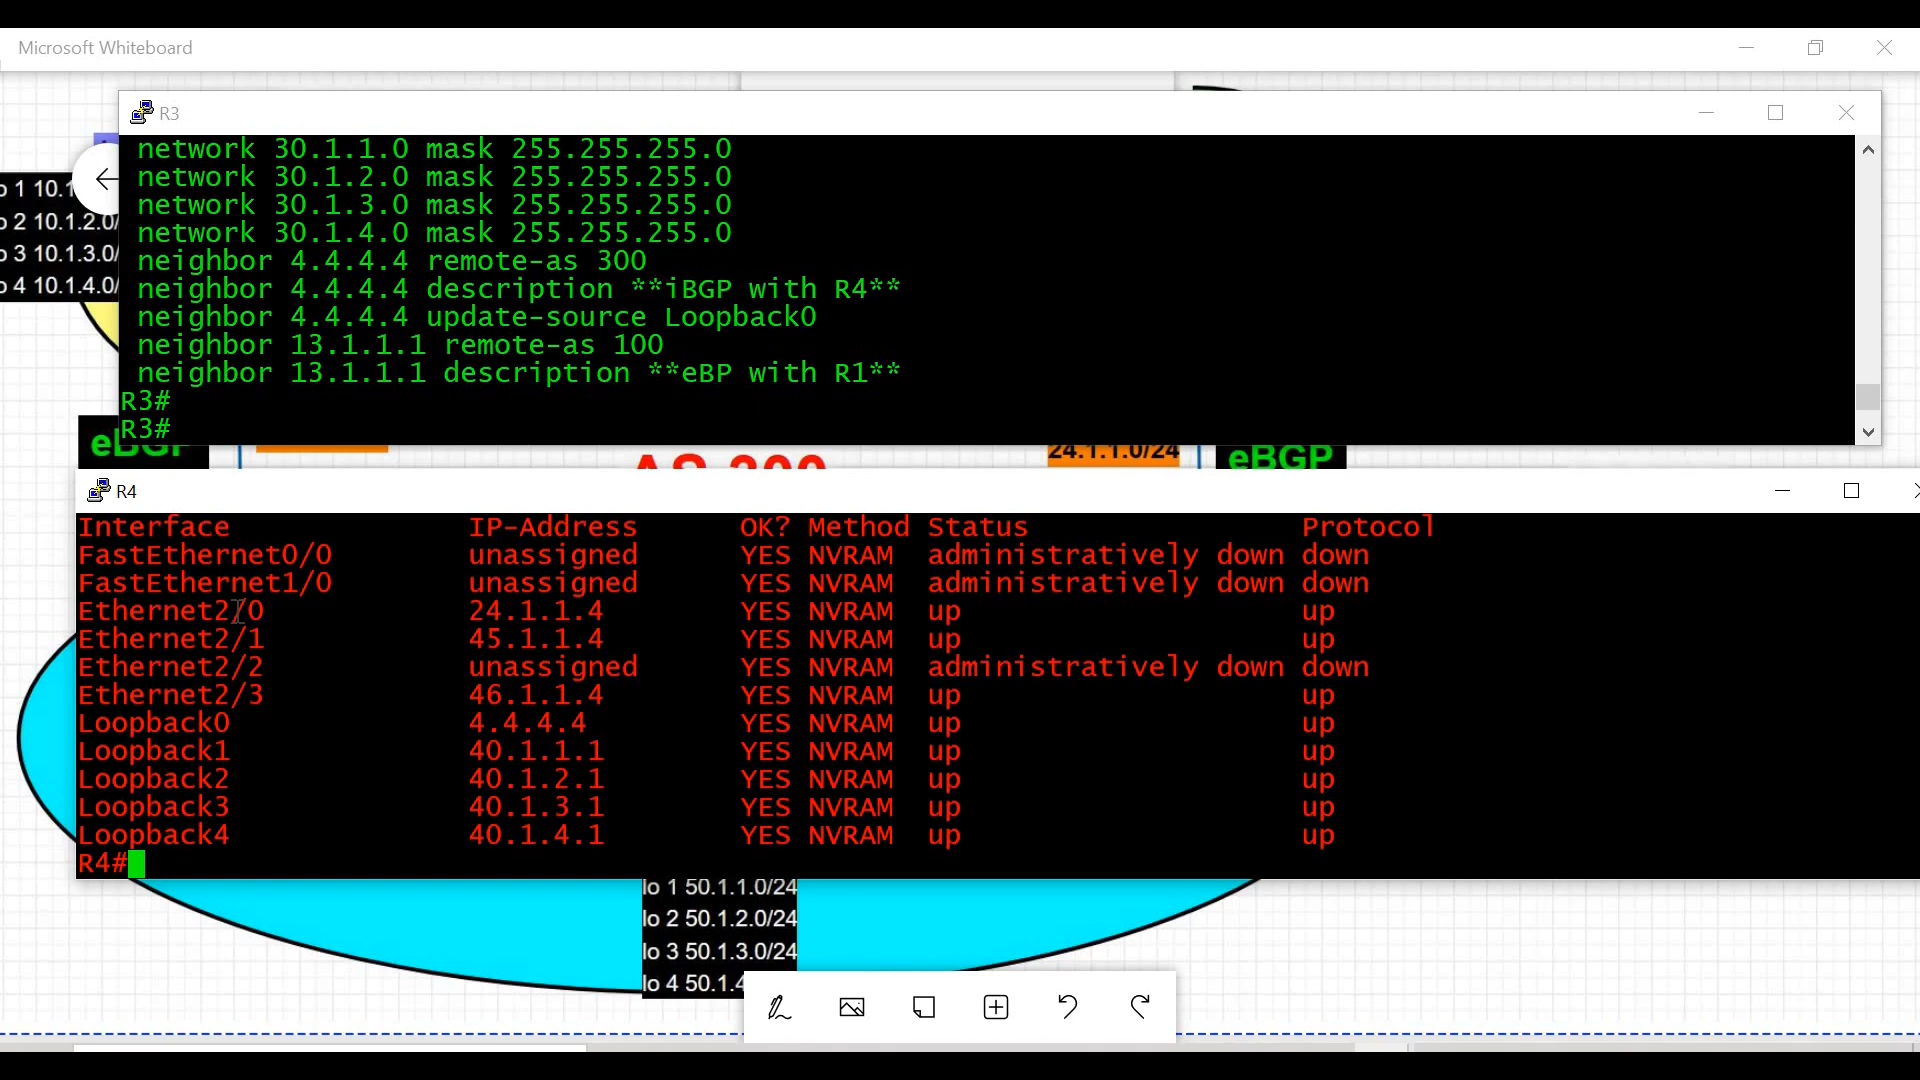 Microsoft Whiteboard
R3
network 30.1.1.0 mask 255.255.255.0
network 30.1.2.0 mask 255.255.255.0
network 30.1.3.0 mask 255.255.255.0
network 30.1.4.0 mask 255.255.255.0
neighbor 4.4.4.4 remote-as 300
neighbor 4.4.4.4 description **iBGP with R4**
neighbor 4.4.4.4 update-source Loopback0
neighbor 13.1.1.1 remote-as 100
neighbor 13.1.1.1 description **eBP with R1**
R3#
R3#
o 1 10.1
o 2 10.1.2.0/
o 3 10.1.3.0/
o 4 10.1.4.0/
eBGP
24.1.1.0/24
eBGP
R4
Interface IP-Address OK? Method Status Protocol
FastEthernet0/0 unassigned YES NVRAM administratively down down
FastEthernet1/0 unassigned YES NVRAM administratively down down
Ethernet2/0 24.1.1.4 YES NVRAM up up
Ethernet2/1 45.1.1.4 YES NVRAM up up
Ethernet2/2 unassigned YES NVRAM administratively down down
Ethernet2/3 46.1.1.4 YES NVRAM up up
Loopback0 4.4.4.4 YES NVRAM up up
Loopback1 40.1.1.1 YES NVRAM up up
Loopback2 40.1.2.1 YES NVRAM up up
Loopback3 40.1.3.1 YES NVRAM up up
Loopback4 40.1.4.1 YES NVRAM up up
R4#
lo 1 50.1.1.0/24
lo 2 50.1.2.0/24
lo 3 50.1.3.0/24
lo 4 50.1.4